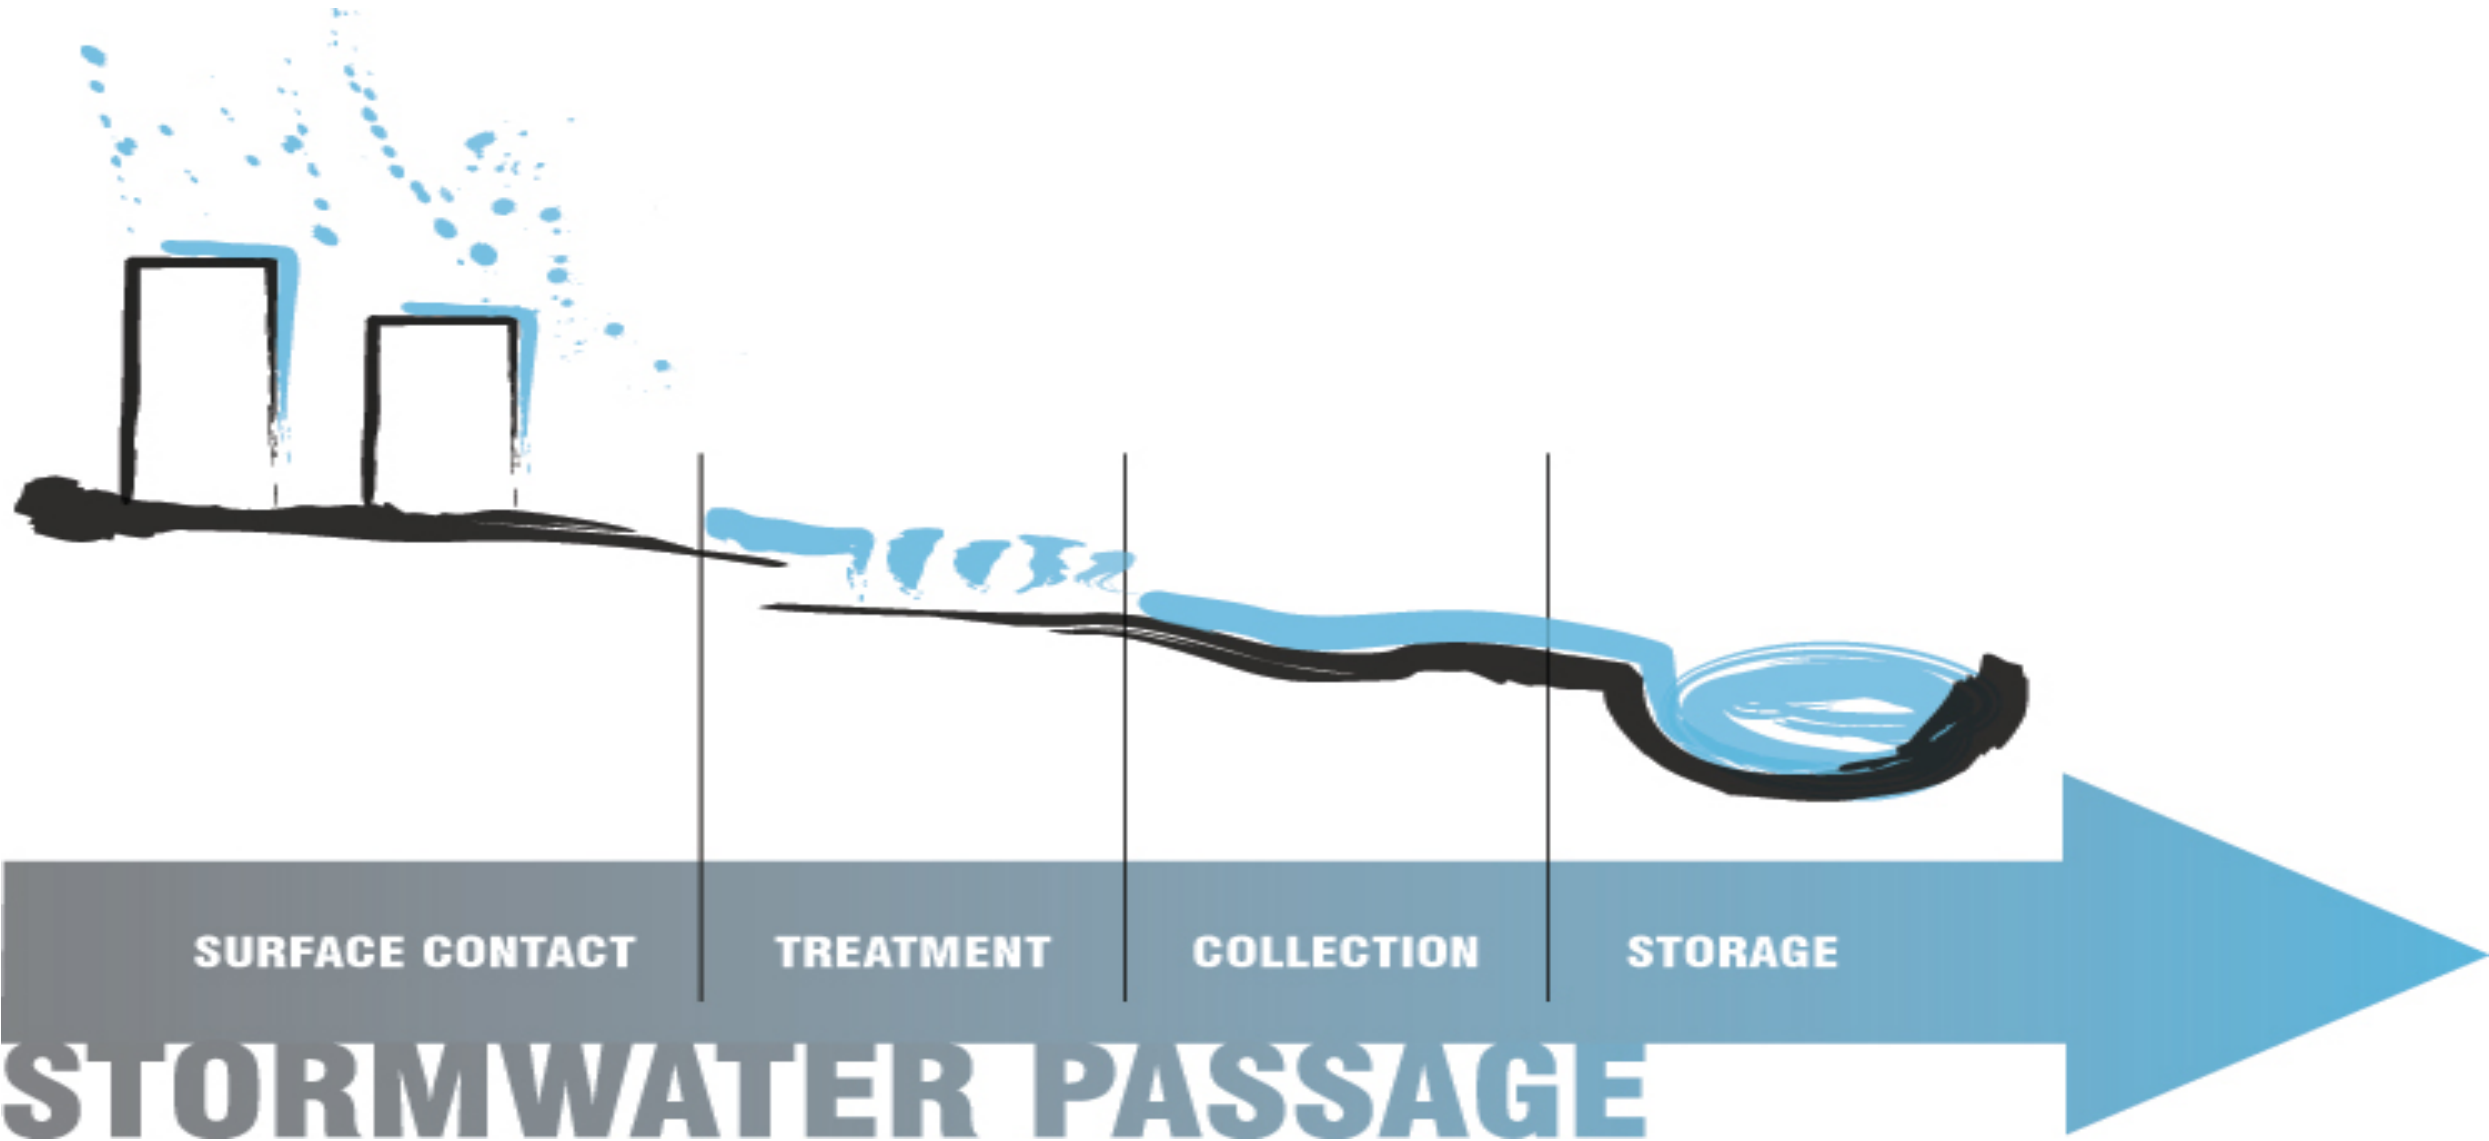 SURFACE CONTACT
TREATMENT
COLLECTION
STORAGE
STORMWATER PASSAGE